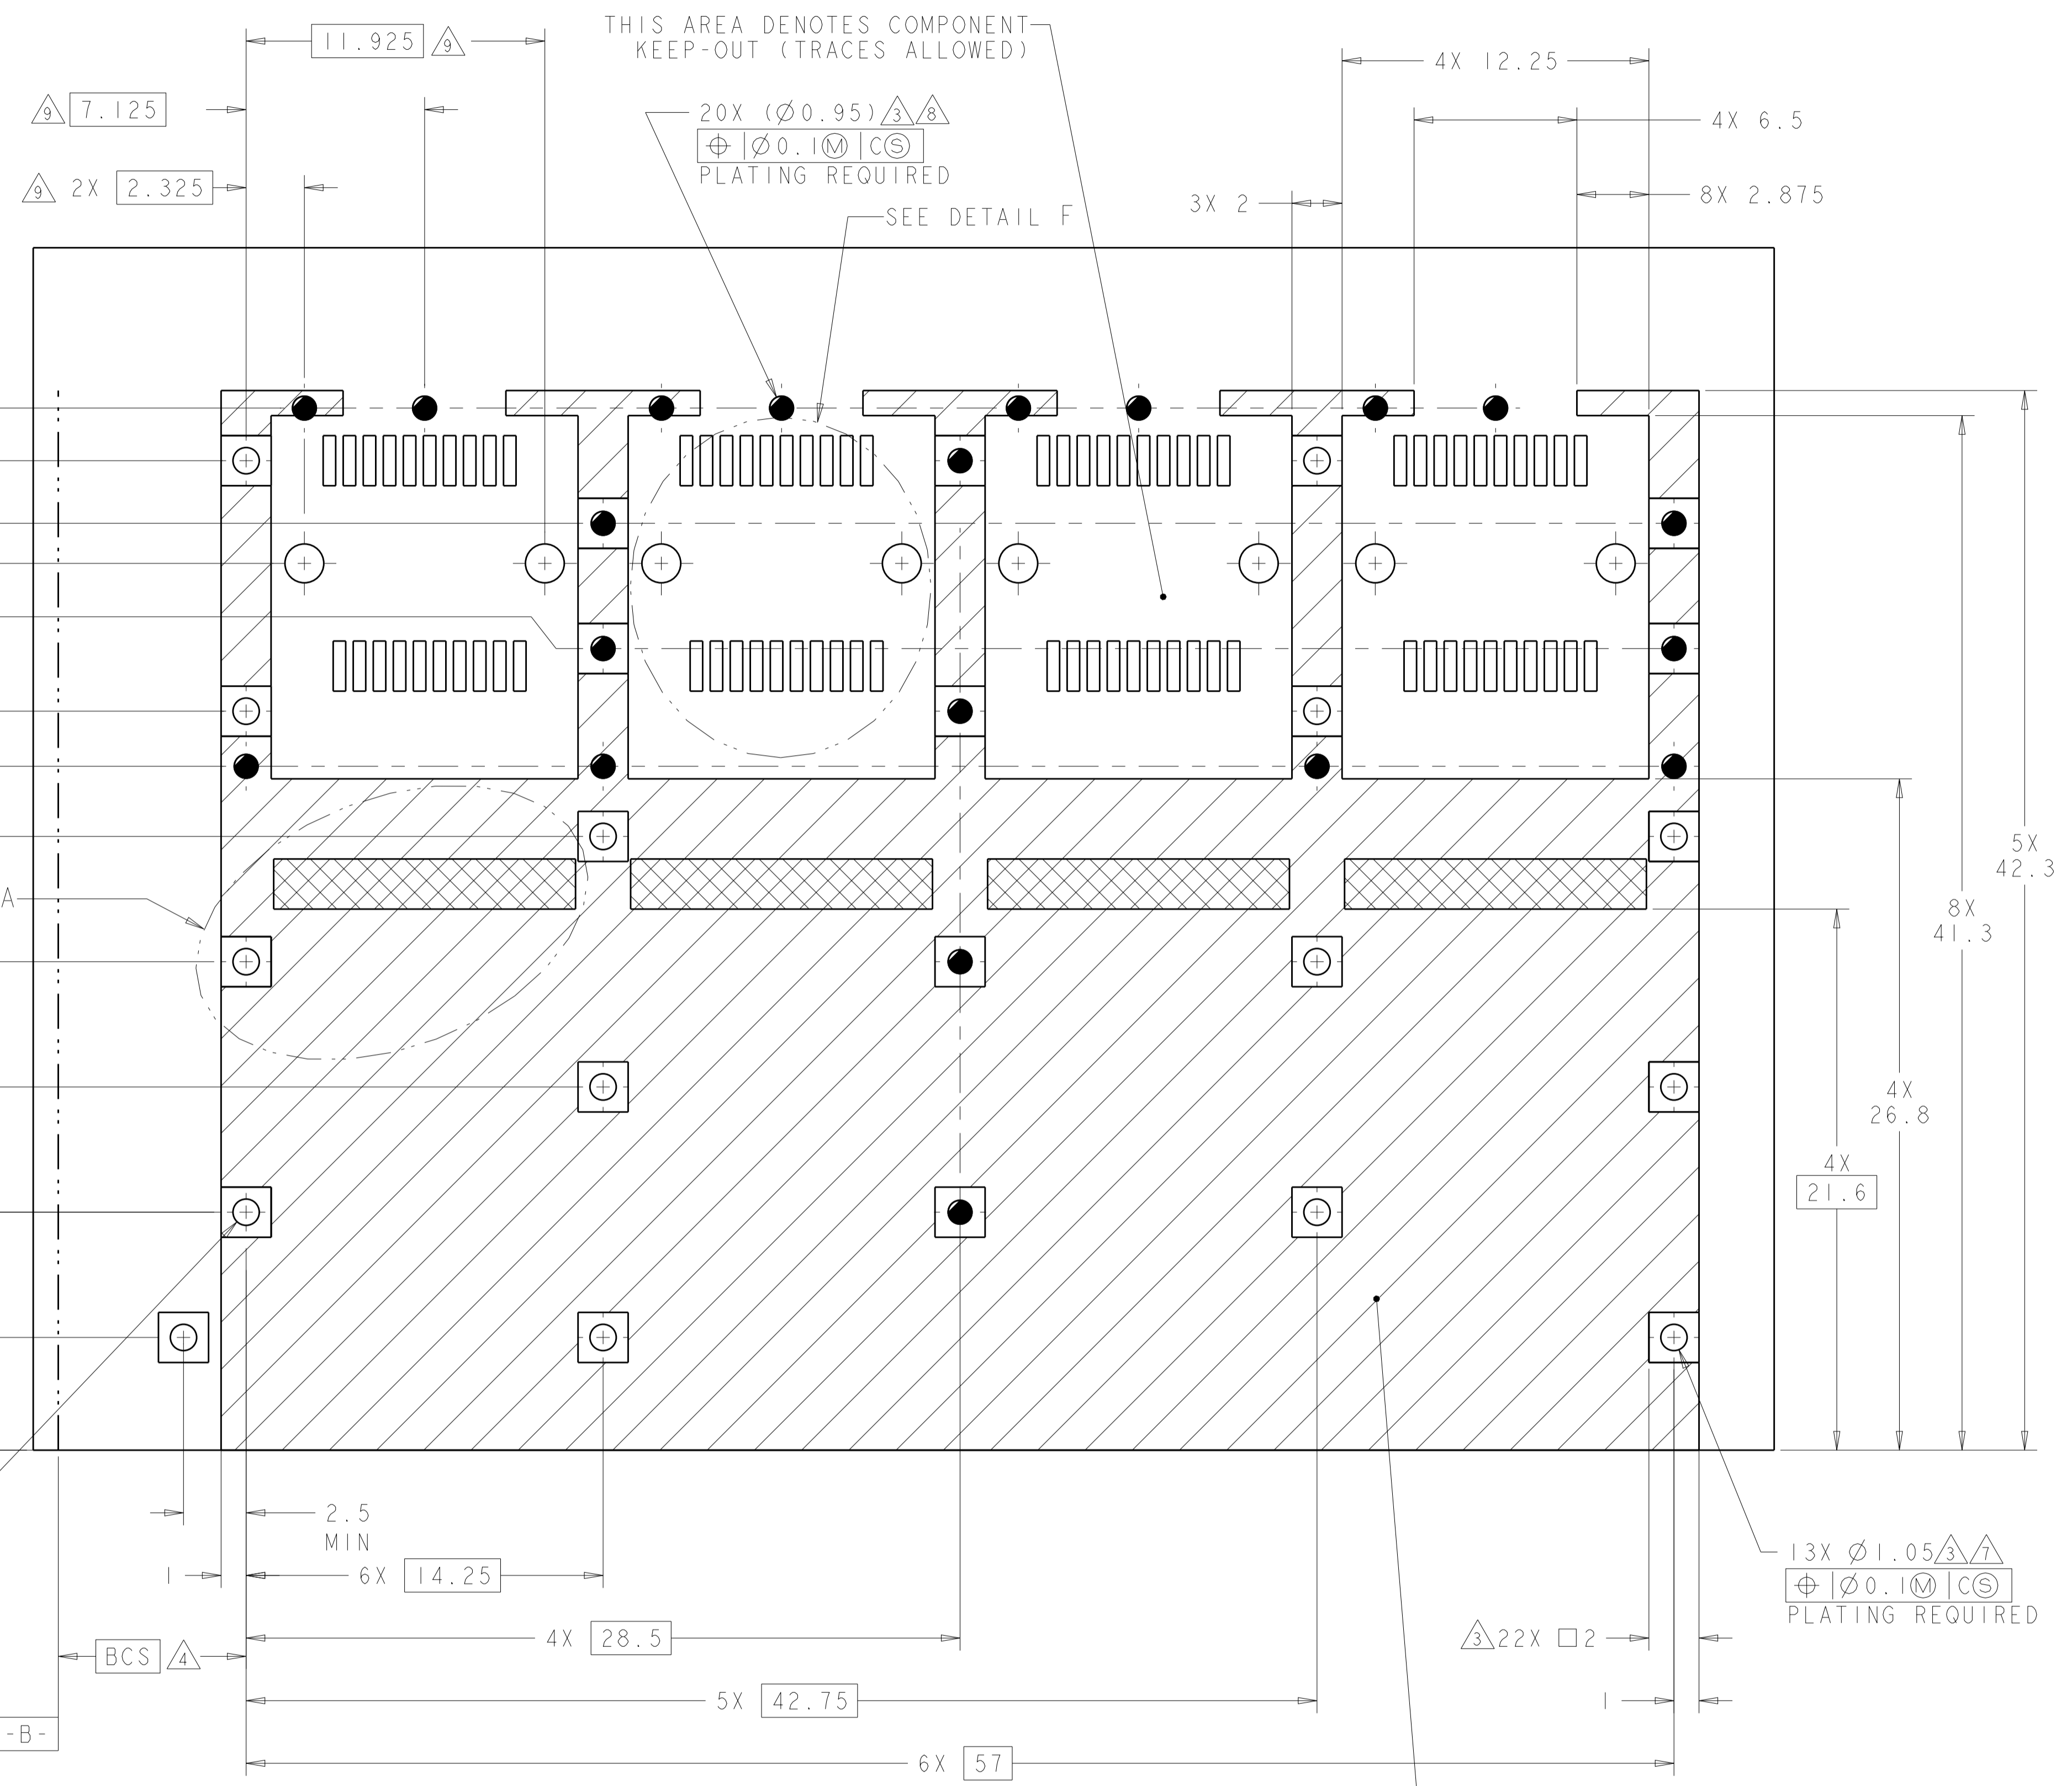 THIS AREA DENOTES COMPONENT
KEEP-OUT (TRACES ALLOWED)
11.925 9
4X 12.25
9 7.125
20X (Ø0.95) 3 8
⌖ | Ø0.1Ⓜ | CⓈ
PLATING REQUIRED
4X 6.5
9 2X 2.325
3X 2
8X 2.875
SEE DETAIL F
5X
42.3
A
8X
41.3
4X
26.8
4X
21.6
2.5
MIN
1
6X 14.25
13X Ø1.05 3 7
⌖ | Ø0.1Ⓜ | CⓈ
PLATING REQUIRED
4X 28.5
3 22X □2
BCS 4
5X 42.75
1
-B-
6X 57